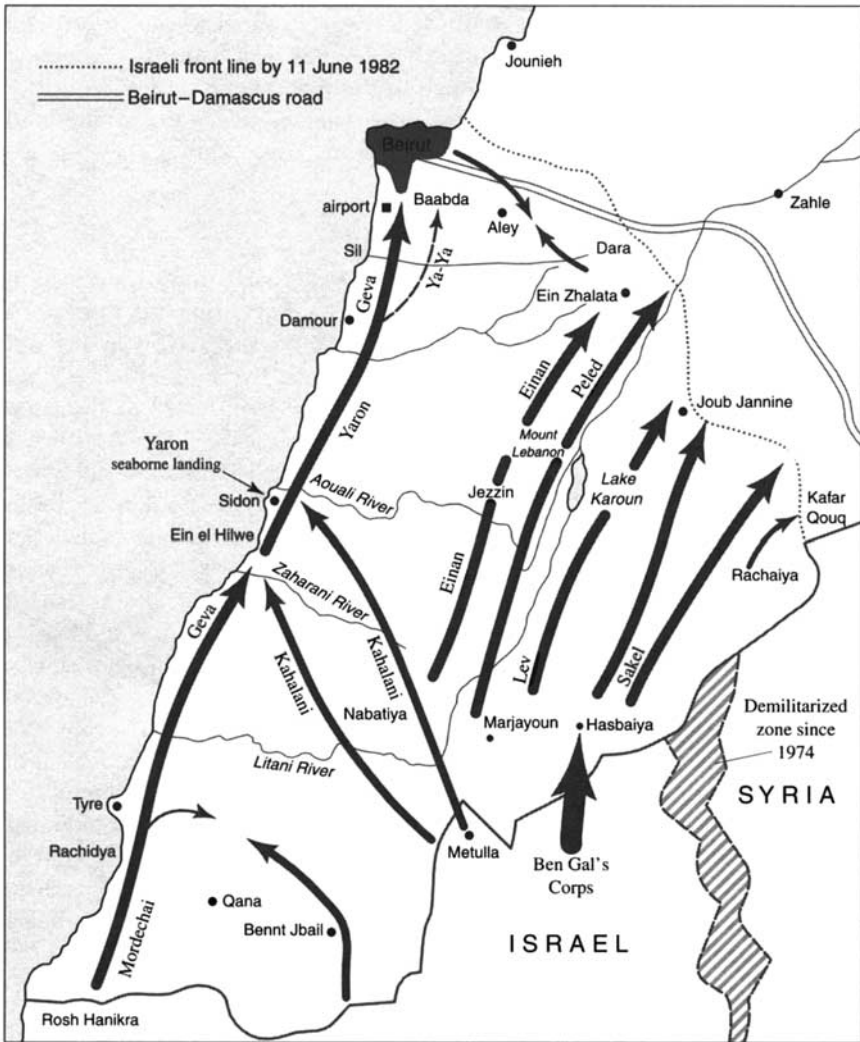 Israeli front line by 11 June 1982
Beirut–Damascus road
Jounieh
Beirut
Zahle
airport
Baabda
Aley
Sil
Geva
Ya-Ya
Dara
Ein Zhalata
Damour
Einan
Peled
Yaron
Joub Jannine
Mount
Lebanon
Yaron
seaborne landing
Sidon
Aouali River
Jezzin
Lake
Karoun
Kafar
Qouq
Ein el Hilwe
Rachaiya
Zaharani River
Einan
Geva
Kahalani
Kahalani
Lev
Sakel
Nabatiya
Marjayoun
Hasbaiya
Demilitarized
zone since
1974
Litani River
SYRIA
Tyre
Rachidya
Metulla
Ben Gal's
Corps
Qana
Bennt Jbail
Mordechai
ISRAEL
Rosh Hanikra